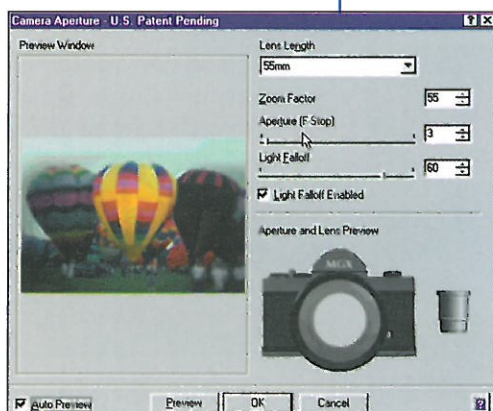 Camera Aperture - U.S. Patent Pending
Preview Window
Lens Length
55mm
Zoom Factor
55
Aperture (F-Stop)
3
Light Falloff
60
Light Falloff Enabled
Aperture and Lens Preview
MGX
Auto Preview
Preview
OK
Cancel